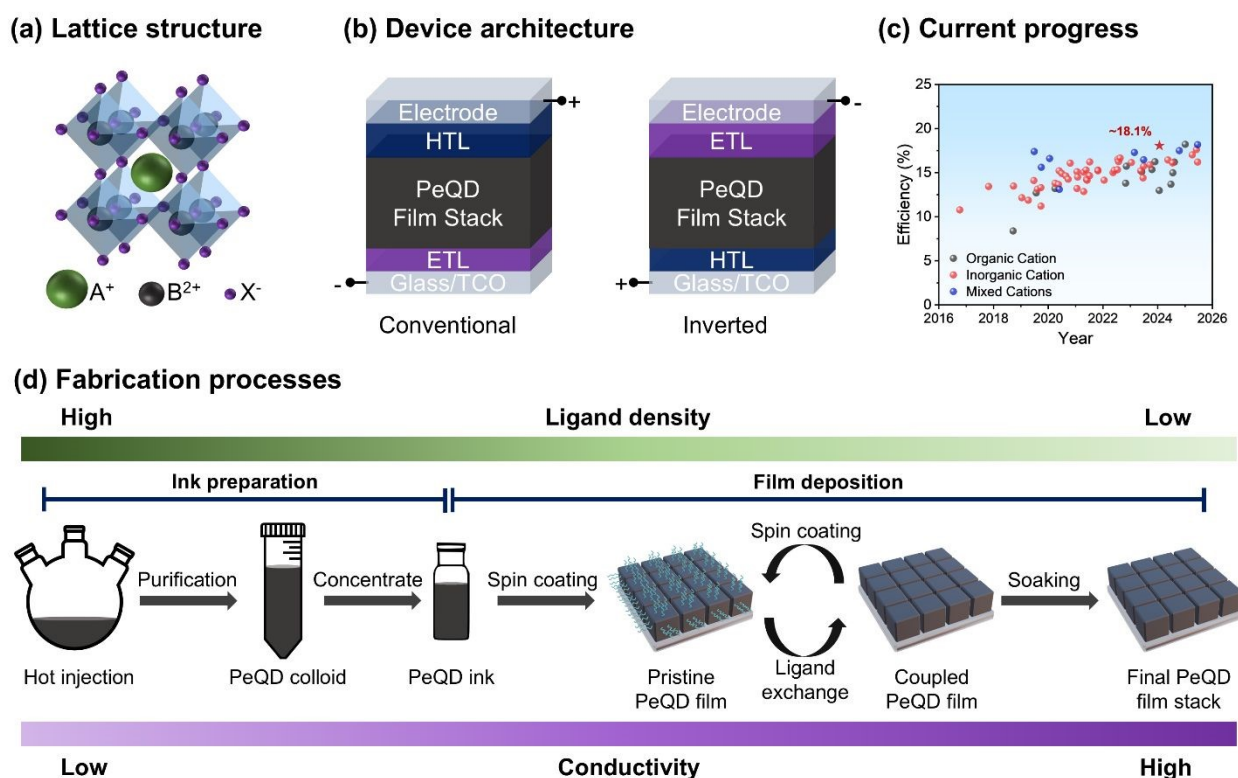 (a) Lattice structure
A⁺
B²⁺
X⁻
(b) Device architecture
Electrode
+
HTL
PeQD
Film Stack
ETL
Glass/TCO
-
Conventional
Electrode
-
ETL
PeQD
Film Stack
HTL
Glass/TCO
+
Inverted
(c) Current progress
Efficiency (%)
25
20
15
10
5
0
~18.1%
Organic Cation
Inorganic Cation
Mixed Cations
2016 2018 2020 2022 2024 2026
Year
(d) Fabrication processes
High Ligand density Low
Ink preparation Film deposition
Purification
Concentrate
Spin coating
Spin coating
Ligand
exchange
Soaking
Hot injection
PeQD colloid
PeQD ink
Pristine
PeQD film
Coupled
PeQD film
Final PeQD
film stack
Low Conductivity High